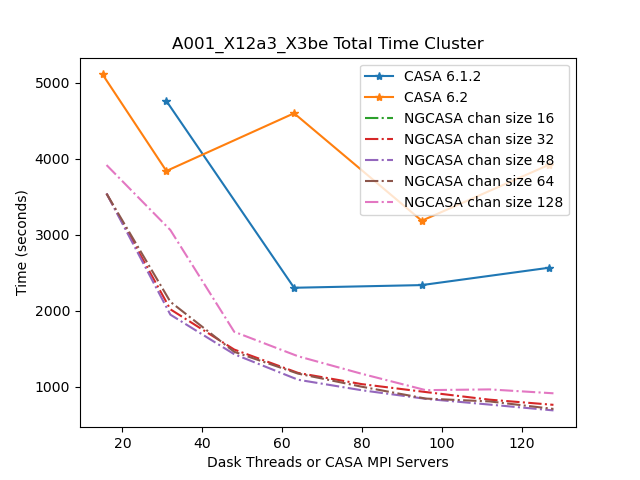 A001_X12a3_X3be Total Time Cluster
CASA 6.1.2
CASA 6.2
NGCASA chan size 16
NGCASA chan size 32
NGCASA chan size 48
NGCASA chan size 64
NGCASA chan size 128
Time (seconds)
5000
4000
3000
2000
1000
20 40 60 80 100 120
Dask Threads or CASA MPI Servers